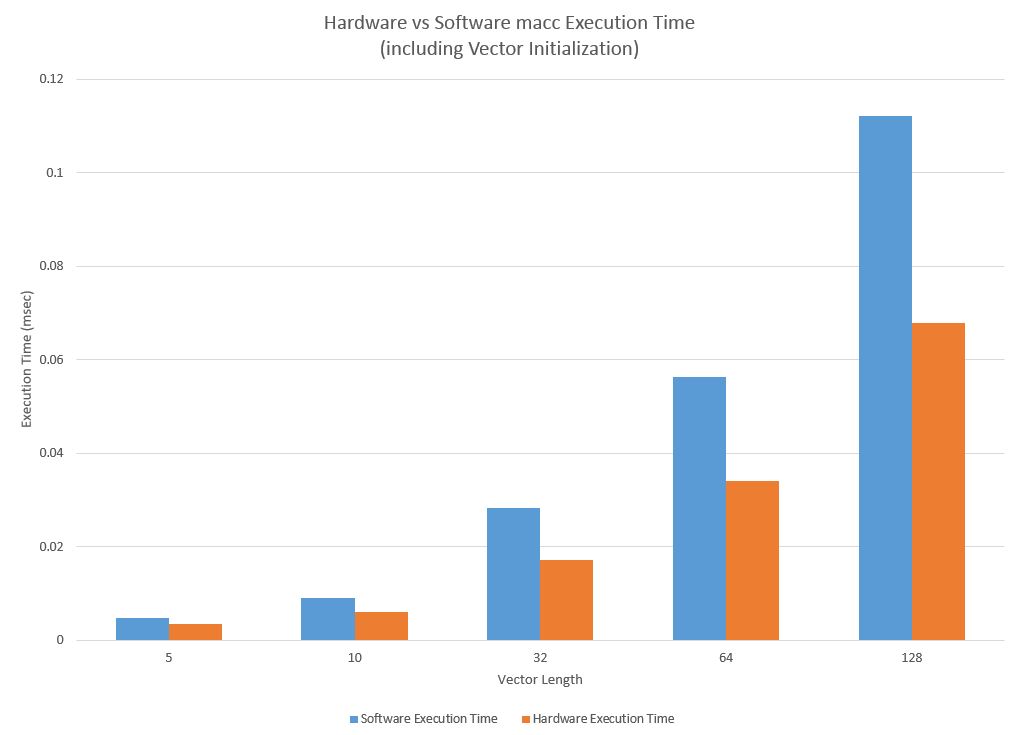 Hardware vs Software macc Execution Time
(including Vector Initialization)
0.12
0.1
0.08
0.06
0.04
0.02
0
Execution Time (msec)
5 10 32 64 128
Vector Length
Software Execution Time Hardware Execution Time